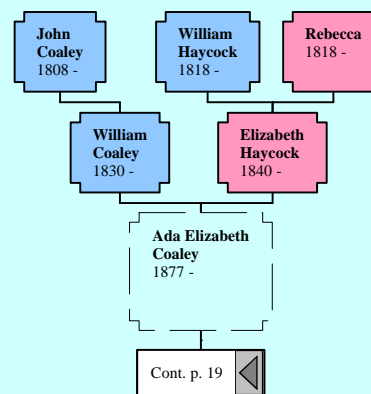 John
Coaley
1808 -
William
Haycock
1818 -
Rebecca
1818 -
William
Coaley
1830 -
Elizabeth
Haycock
1840 -
Ada Elizabeth
Coaley
1877 -
Cont. p. 19